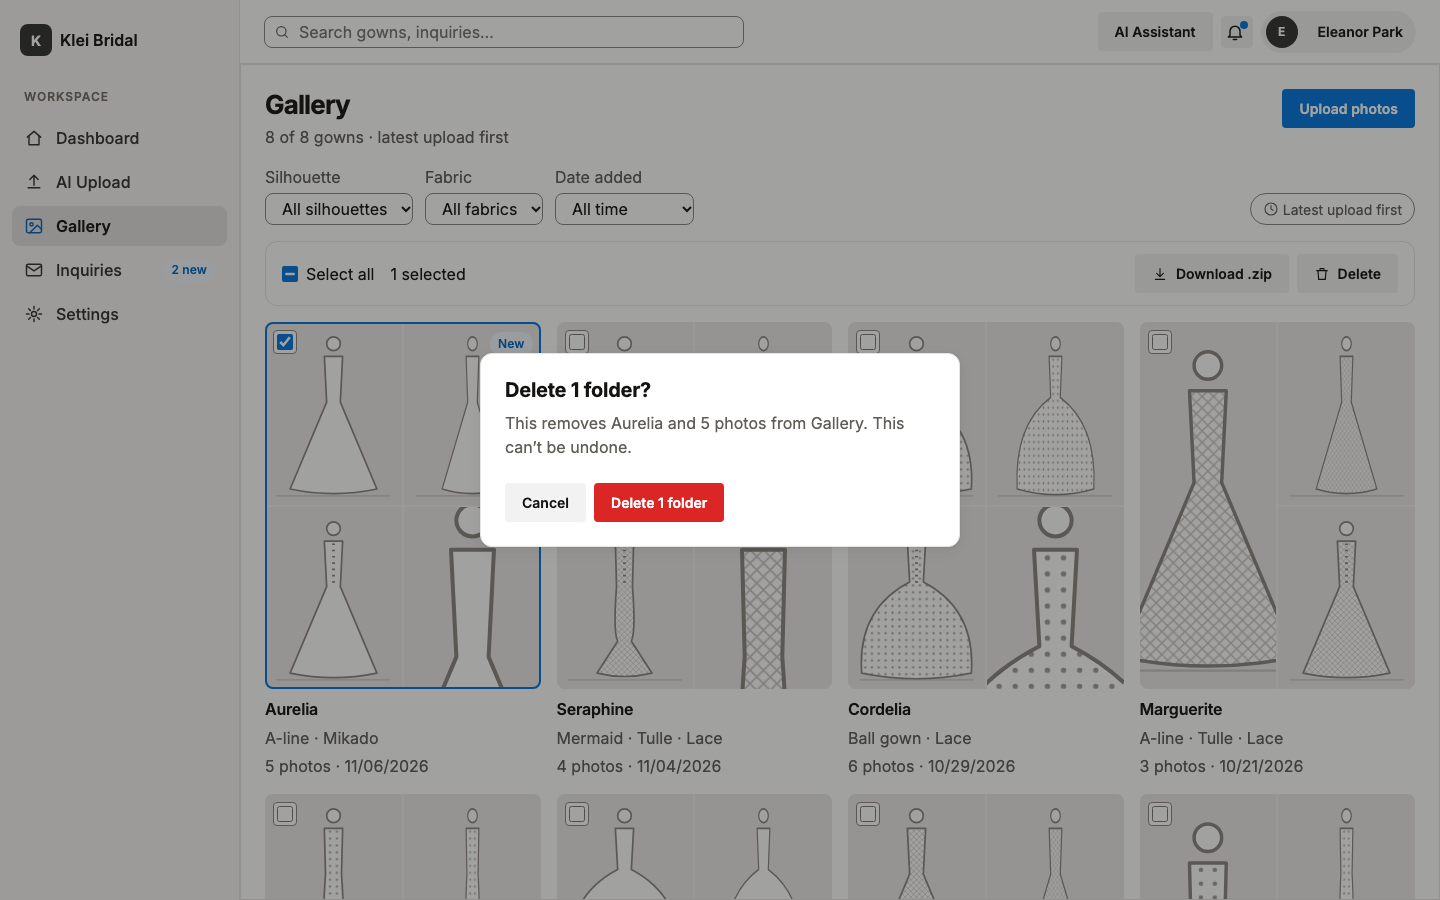 K
Klei Bridal
WORKSPACE
Dashboard
AI Upload
Gallery
Inquiries
2 new
Settings
Search gowns, inquiries...
AI Assistant
E
Eleanor Park
Gallery
8 of 8 gowns · latest upload first
Upload photos
Silhouette
Fabric
Date added
All silhouettes
All fabrics
All time
Latest upload first
Select all
1 selected
Download .zip
Delete
New
Delete 1 folder?
This removes Aurelia and 5 photos from Gallery. This
can’t be undone.
Cancel
Delete 1 folder
Aurelia
A-line · Mikado
5 photos · 11/06/2026
Seraphine
Mermaid · Tulle · Lace
4 photos · 11/04/2026
Cordelia
Ball gown · Lace
6 photos · 10/29/2026
Marguerite
A-line · Tulle · Lace
3 photos · 10/21/2026